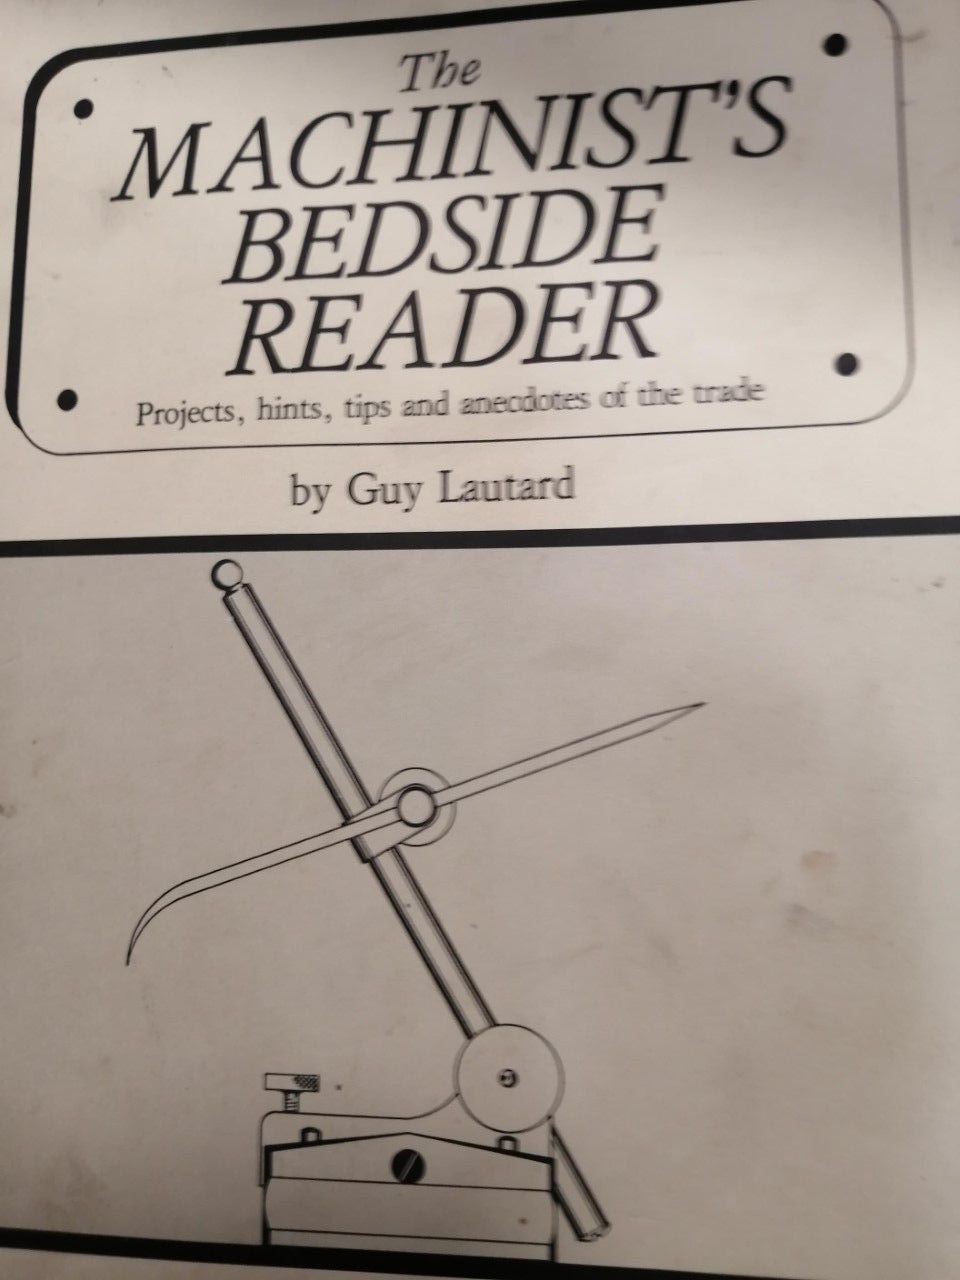 The
MACHINIST'S
BEDSIDE
READER
Projects, hints, tips and anecdotes of the trade
by Guy Lautard